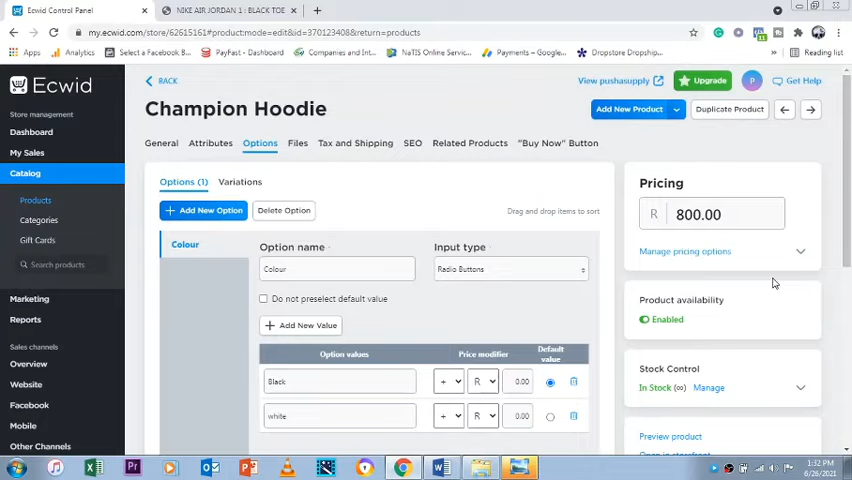 Ecwid Control Panel
NIKE AIR JORDAN 1 : BLACK TOE
my.ecwid.com/store/62615161#product:mode=edit&id=370123408&return=products
Apps
Analytics
Select a Facebook B...
PayFast - Dashboard
Companies and Inte...
NaTIS Online Servic...
Payments – Google...
Dropstore Dropship...
Reading list
Ecwid
BACK
View pushasupply
Upgrade
P
Get Help
Store management
Champion Hoodie
Add New Product
Duplicate Product
Dashboard
My Sales
Catalog
Products
Categories
Gift Cards
Search products
Marketing
Reports
Sales channels
Overview
Website
Facebook
Mobile
Other Channels
General
Attributes
Options
Files
Tax and Shipping
SEO
Related Products
"Buy Now" Button
Options (1)
Variations
Add New Option
Delete Option
Drag and drop items to sort
Colour
Option name
Input type
Colour
Radio Buttons
Do not preselect default value
Add New Value
Option values
Price modifier
Default
value
Black
+
R
0.00
white
+
R
0.00
Pricing
R
800.00
Manage pricing options
Product availability
Enabled
Stock Control
In Stock (∞)
Manage
Preview product
Open in storefront
1:32 PM
6/26/2021